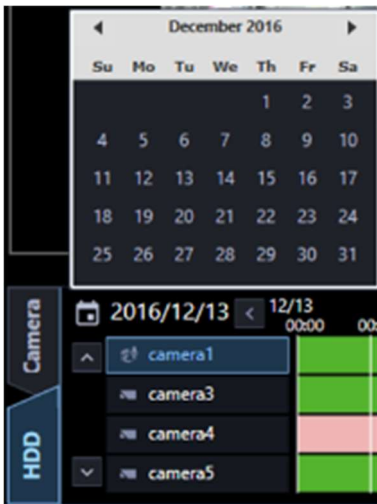 December 2016
Su Mo Tu We Th Fr Sa
1 2 3
4 5 6 7 8 9 10
11 12 13 14 15 16 17
18 19 20 21 22 23 24
25 26 27 28 29 30 31
2016/12/13 < 12/13
00:00 00
Camera
camera1
camera3
camera4
HDD
camera5